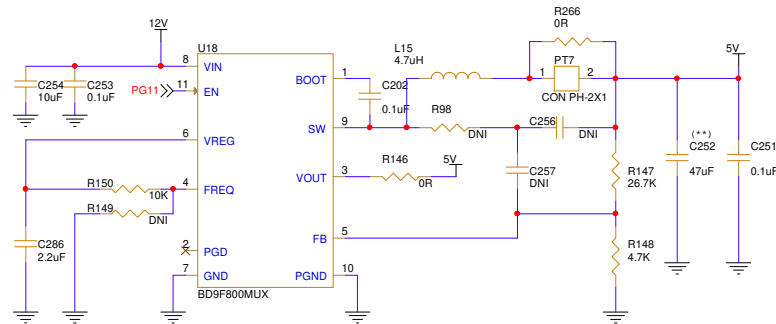 12V
U18
R266
0R
5V
L15
4.7uH
PT7
8
VIN
BOOT
1
1
2
C254
10uF
C253
0.1uF
PG11
11
EN
C202
0.1uF
CON PH-2X1
R98
C256
(**)
C252
47uF
C251
0.1uF
6
VREG
SW
9
DNI
DNI
R150
10K
4
FREQ
VOUT
3
R146
0R
5V
C257
DNI
R147
26.7K
R149
DNI
2
PGD
FB
5
C286
2.2uF
7
GND
PGND
10
R148
4.7K
BD9F800MUX